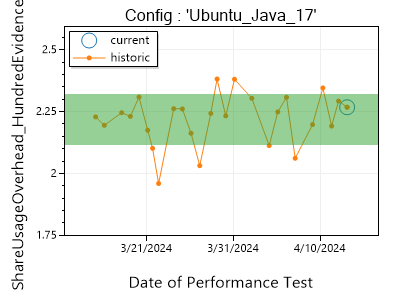 Config : 'Ubuntu_Java_17'
ShareUsageOverhead_HundredEvidence
current
historic
2.5
2.25
2
1.75
3/21/2024
3/31/2024
4/10/2024
Date of Performance Test